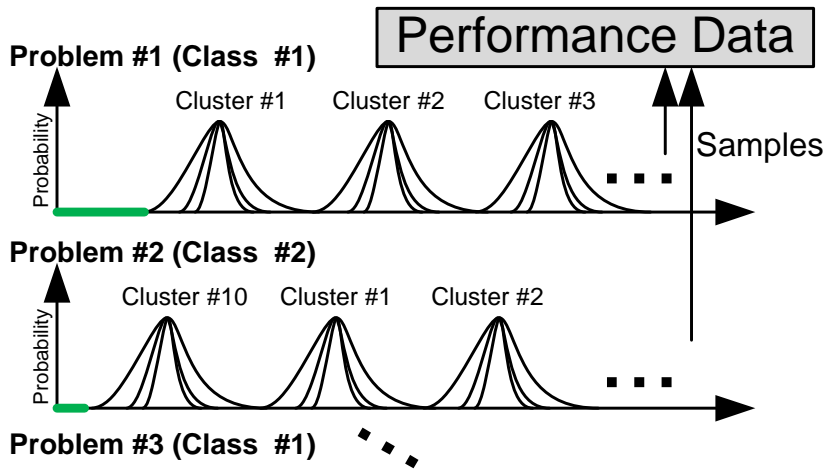 Performance Data
Problem #1 (Class #1)
Cluster #1 Cluster #2 Cluster #3
Probability
Samples
Problem #2 (Class #2)
Cluster #10 Cluster #1 Cluster #2
Probability
Problem #3 (Class #1)